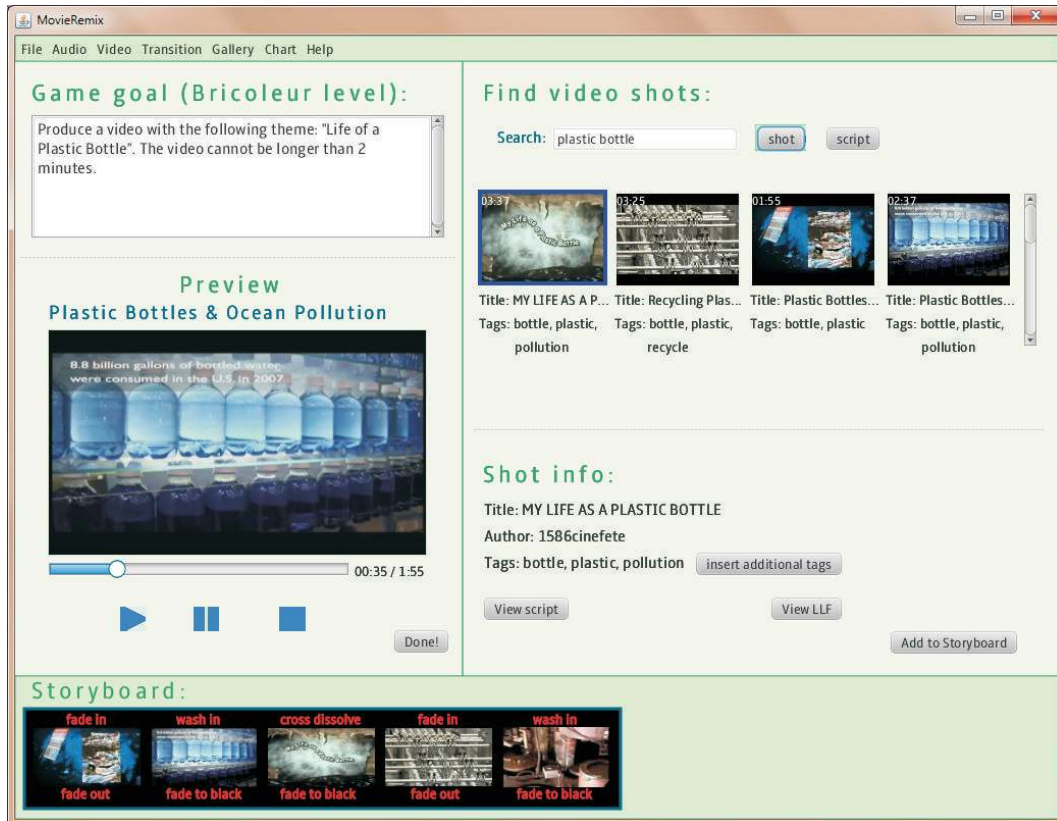 MovieRemix
File Audio Video Transition Gallery Chart Help
Game goal (Bricoleur level):
Produce a video with the following theme: "Life of a
Plastic Bottle". The video cannot be longer than 2
minutes.
Preview
Plastic Bottles & Ocean Pollution
8.8 billion gallons of bottled water
were consumed in the U.S. in 2007
00:35 / 1:55
Done!
Find video shots:
Search: plastic bottle shot script
03:37 03:25 01:55 02:37
My Life as a Plastic Bottle
Title: MY LIFE AS A P... Title: Recycling Plas... Title: Plastic Bottles... Title: Plastic Bottles...
Tags: bottle, plastic, Tags: bottle, plastic, Tags: bottle, plastic Tags: bottle, plastic,
pollution recycle pollution
Shot info:
Title: MY LIFE AS A PLASTIC BOTTLE
Author: 1586cinefete
Tags: bottle, plastic, pollution insert additional tags
View script View LLF
Add to Storyboard
Storyboard:
fade in wash in cross dissolve fade in wash in
fade out fade to black fade to black fade out fade to black